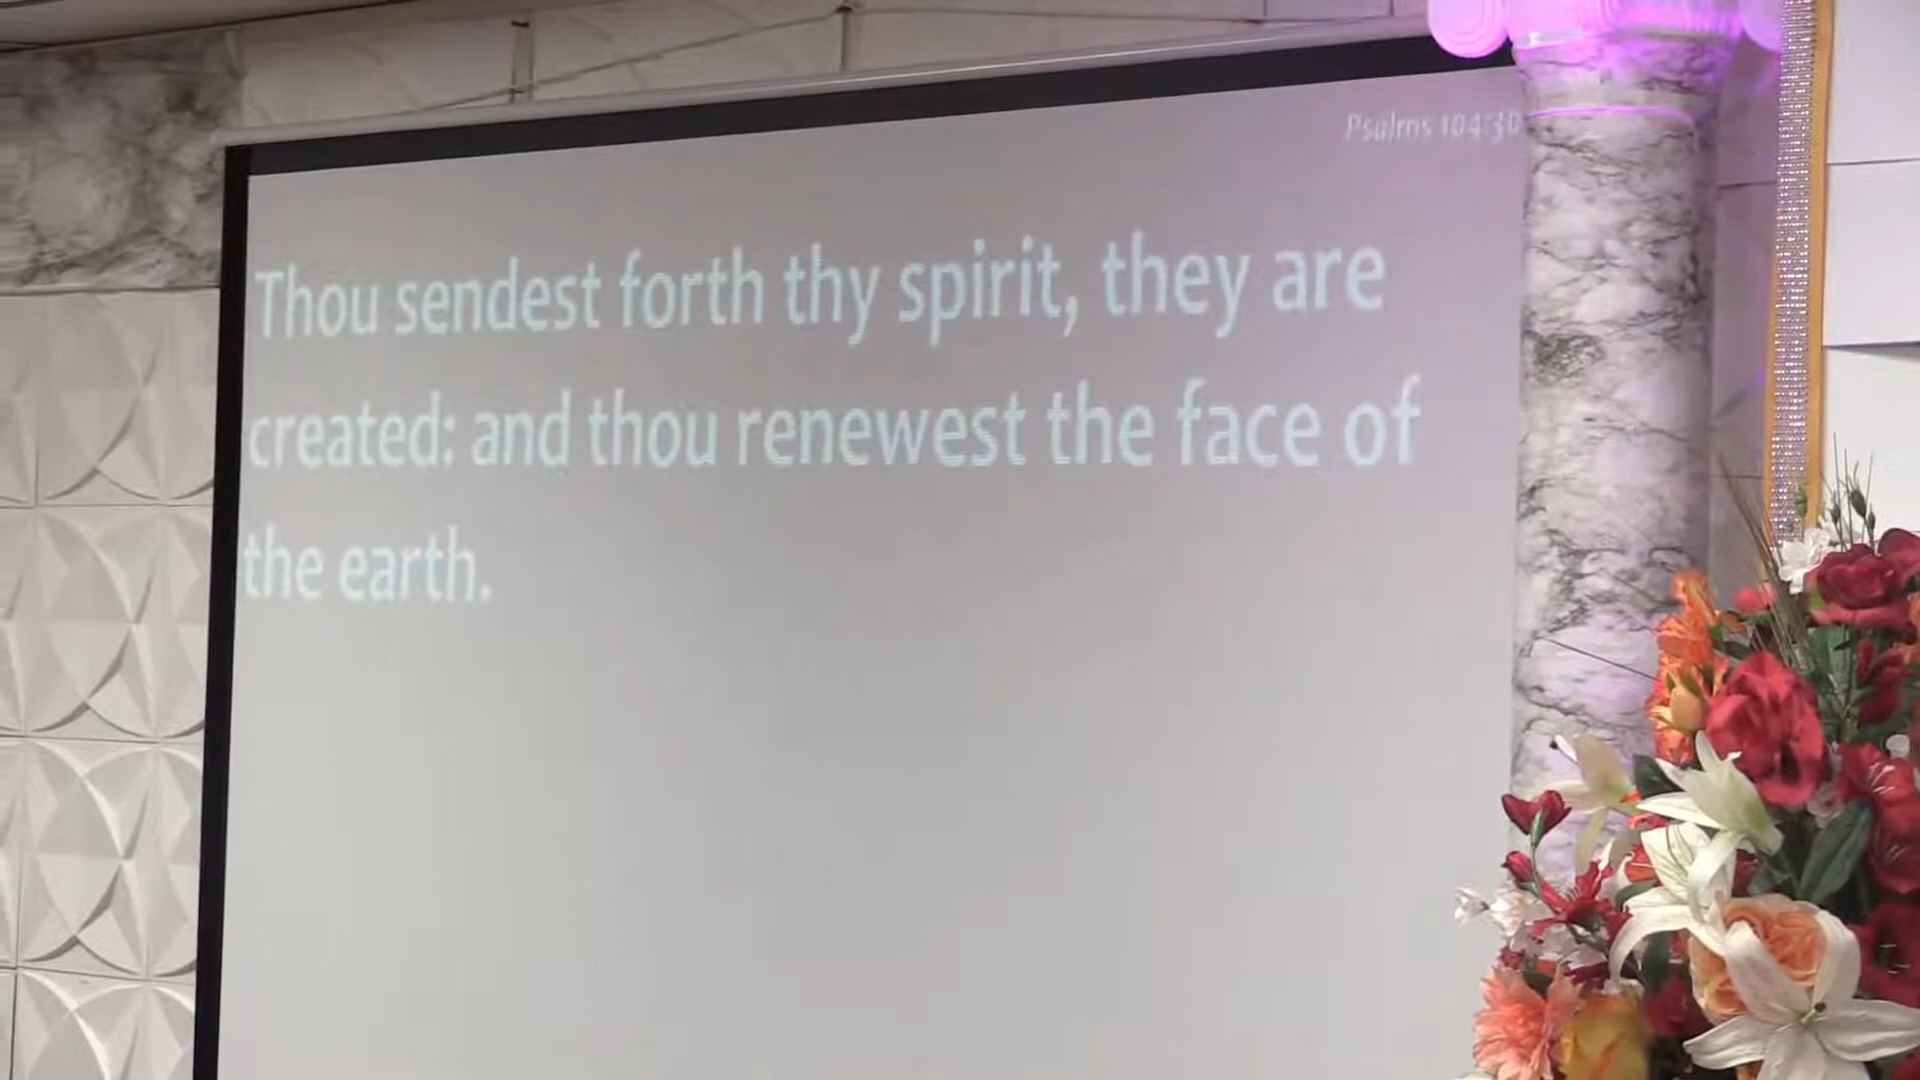 Psalms 104:30
Thou sendest forth thy spirit, they are
created: and thou renewest the face of
the earth.